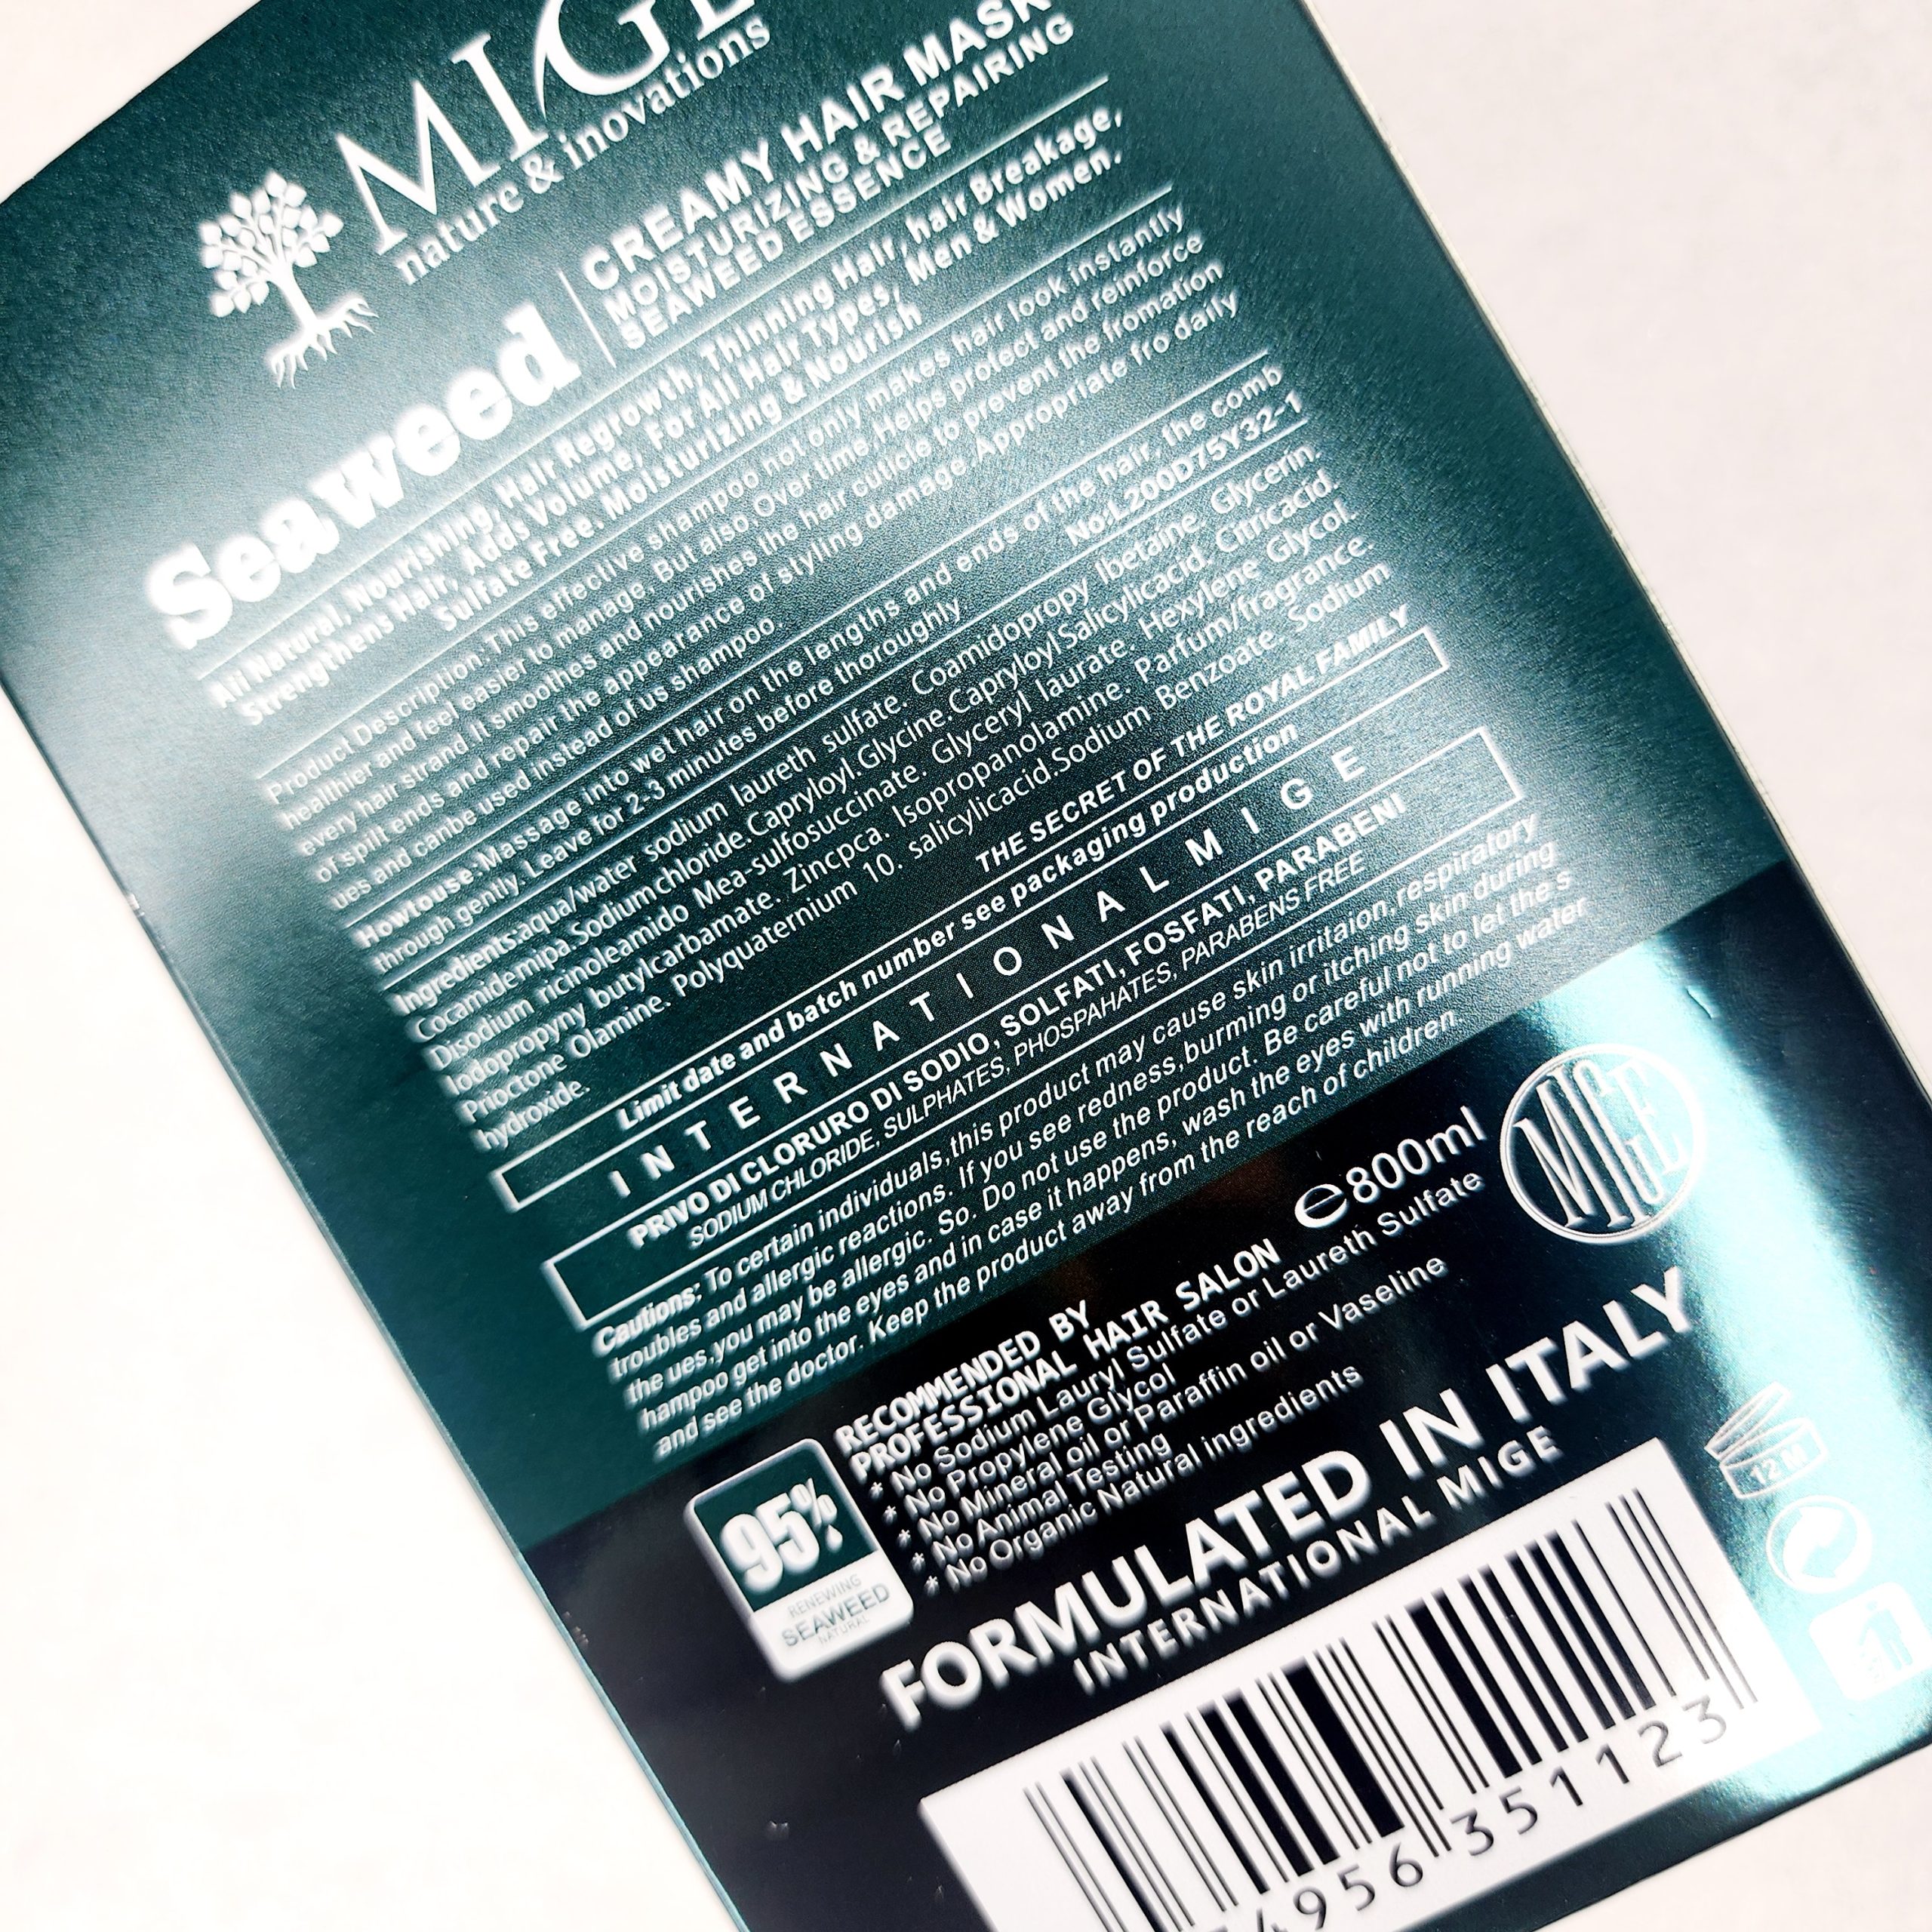 MIGE
nature & inovations
Seaweed
CREAMY HAIR MASK
MOISTURIZING & REPAIRING
SEAWEED ESSENCE
All Natural, Nourishing, Hair Regrowth, Thinning Hair, hair Breakage,
Strengthens Hair, Adds Volume, For All Hair Types, Men & Women.
Sulfate Free. Moisturizing & Nourish
Product Description: This effective shampoo not only makes hair look instantly
healthier and feel easier to manage. But also. Over time. Helps protect and reinforce
every hair strand. it smoothes and nourishes the hair cuticle to prevent the fromation
of spilt ends and repair the appearance of styling damage. Appropriate fro daily
ues and canbe used instead of us shampoo.
Howtouse:Massage into wet hair on the lengths and ends of the hair, the comb
through gently. Leave for 2-3 minutes before thoroughly.
No:L200D75Y32-1
Ingredients:aqua/water sodium laureth sulfate. Coamidopropy Ibetaine. Glycerin.
Cocamidemipa.Sodiumchloride.Capryloyl.Glycine.CapryloylSalicylicacid. Citricacid.
Disodium ricinoleamido Mea-sulfosuccinate. Glyceryl laurate. Hexylene Glycol.
Iodopropyny butylcarbamate. Zincpca. Isopropanolamine. Parfum/fragrance.
Prioctone Olamine. Polyquaternium 10. salicylicacid.Sodium Benzoate. Sodium
hydroxide.
THE SECRET OF THE ROYAL FAMILY
Limit date and batch number see packaging production
INTERNATIONAL MIGE
PRIVO DI CLORURO DI SODIO, SOLFATI, FOSFATI, PARABENI
SODIUM CHLORIDE, SULPHATES, PHOSPAHATES, PARABENS FREE
Cautions: To certain individuals,this product may cause skin irritaion,respiratory
troubles and allergic reactions. If you see redness,burming or itching skin during
the ues,you may be allergic. So. Do not use the product. Be careful not to let the s
hampoo get into the eyes and in case it happens, wash the eyes with running water
and see the doctor. Keep the product away from the reach of children.
RECOMMENDED BY
PROFESSIONAL HAIR SALON
℮800ml
MIGE
* No Sodium Lauryl Sulfate or Laureth Sulfate
* No Propylene Glycol
* No Mineral oil or Paraffin oil or Vaseline
* No Animal Testing
* No Organic Natural ingredients
95%
RENEWING
SEAWEED
NATURAL
FORMULATED IN ITALY
INTERNATIONAL MIGE
12 M
4956 351123